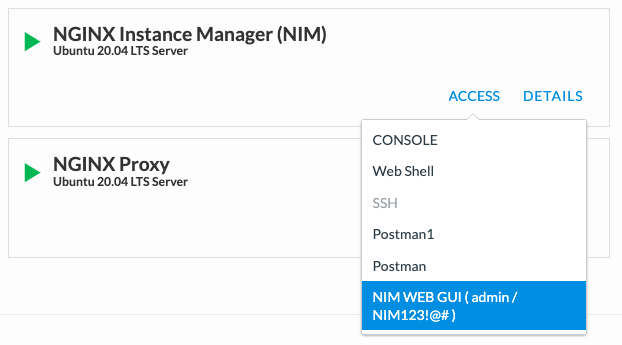 NGINX Instance Manager (NIM)
Ubuntu 20.04 LTS Server
ACCESS DETAILS
CONSOLE
Web Shell
SSH
Postman1
Postman
NIM WEB GUI ( admin /
NIM123!@# )
NGINX Proxy
Ubuntu 20.04 LTS Server